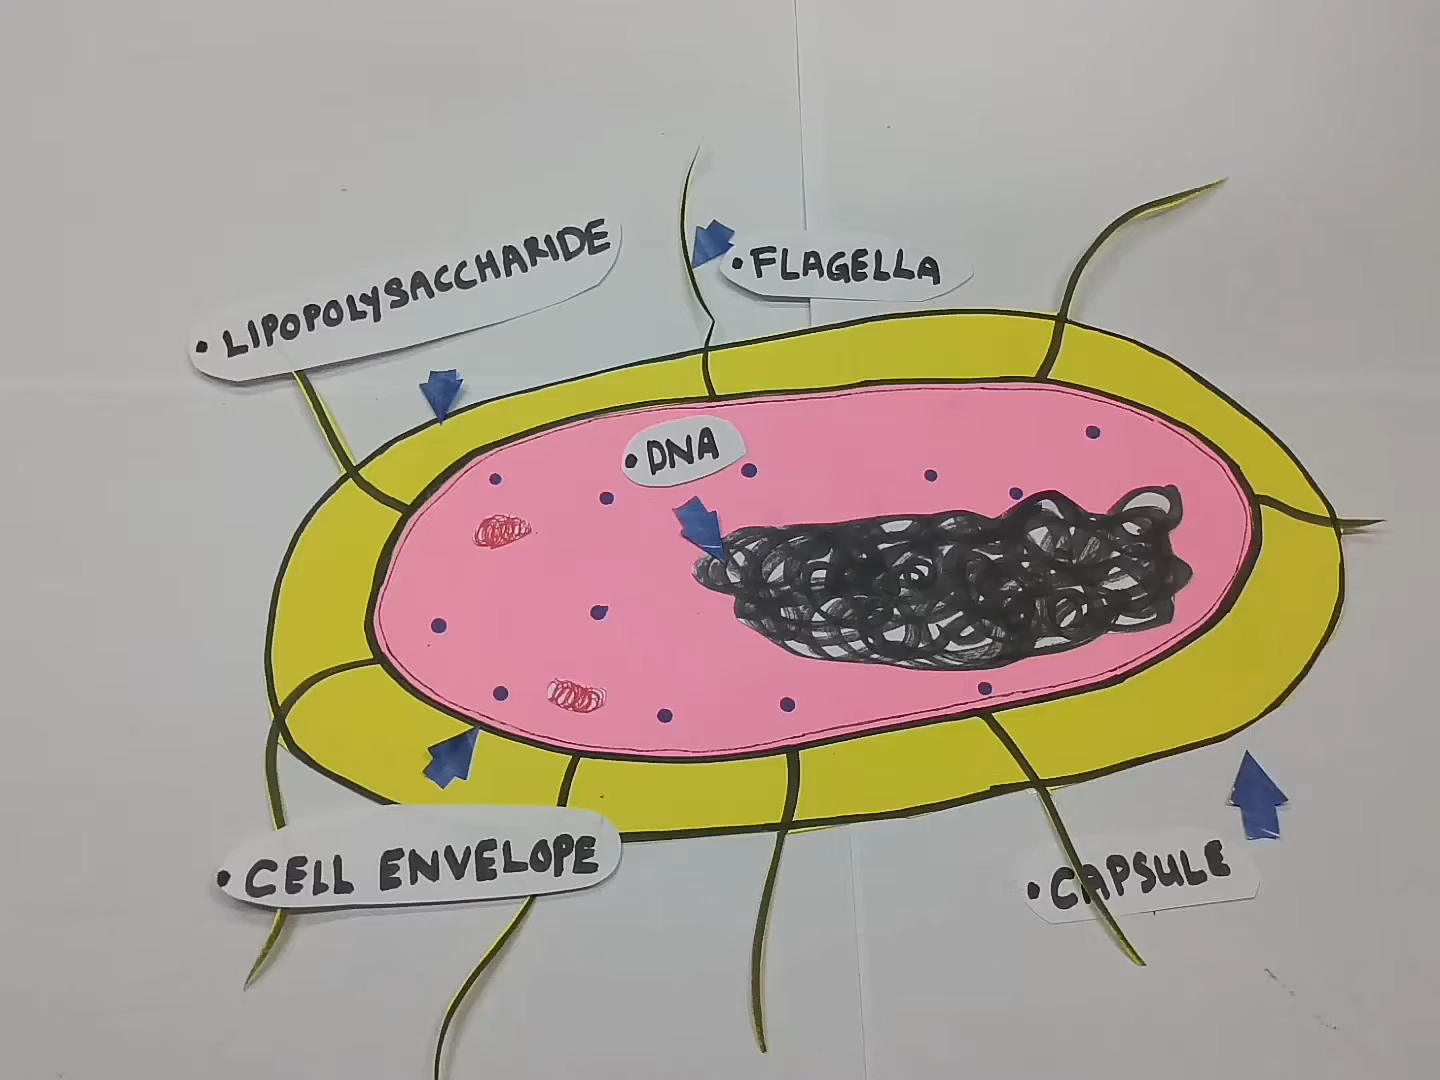 • LIPOPOLYSACCHARIDE
• FLAGELLA
• DNA
• CELL ENVELOPE
• CAPSULE